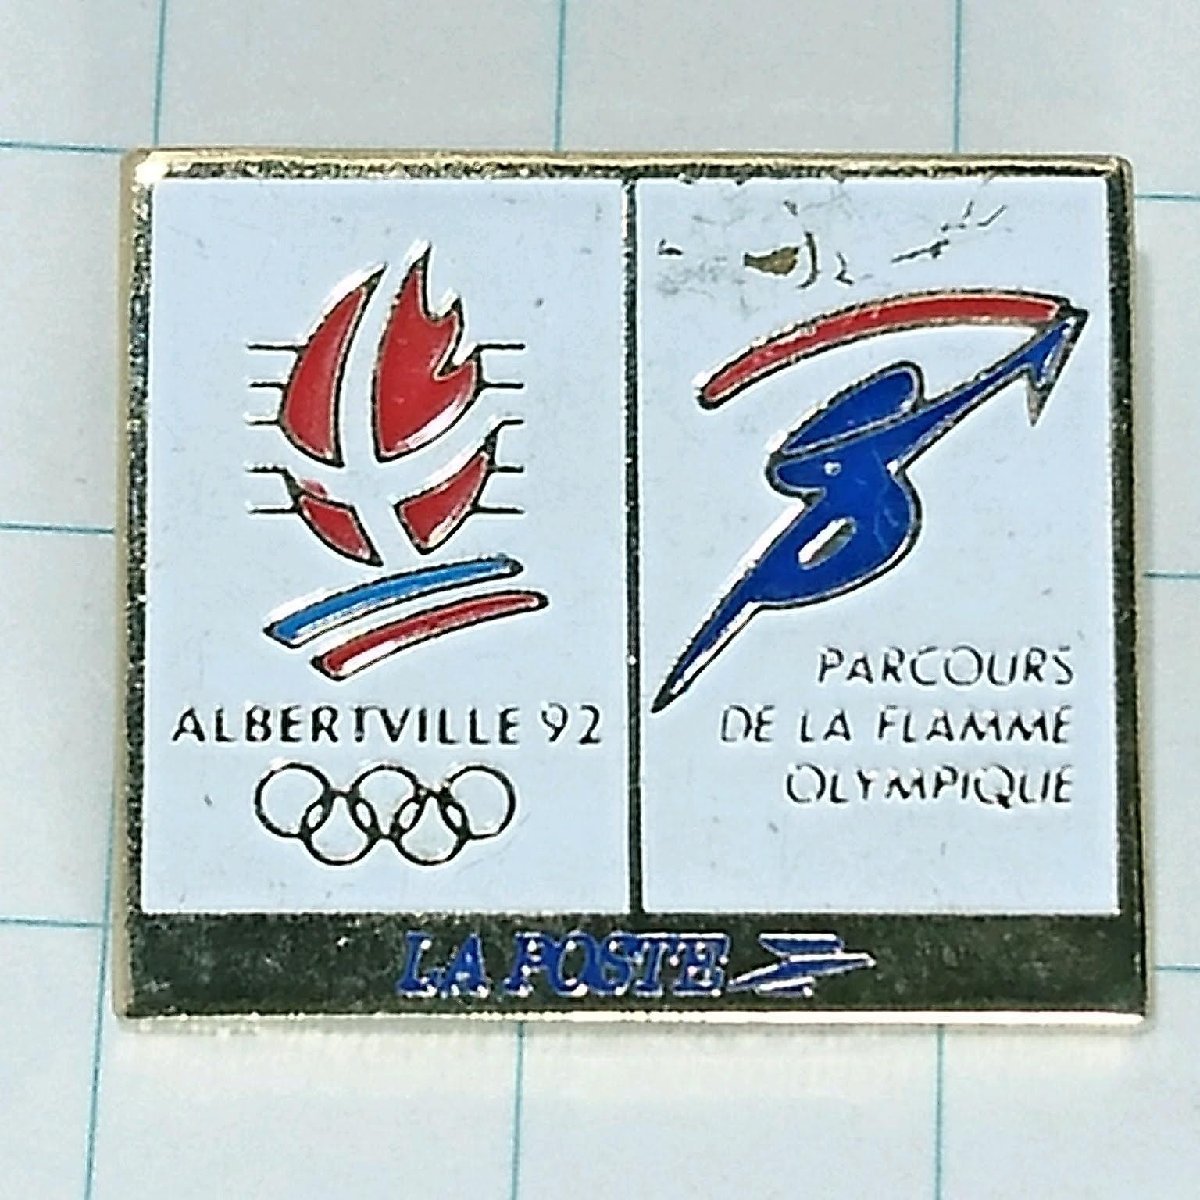 ALBERTVILLE 92
PARCOURS
DE LA FLAMME
OLYMPIQUE
LA POSTE